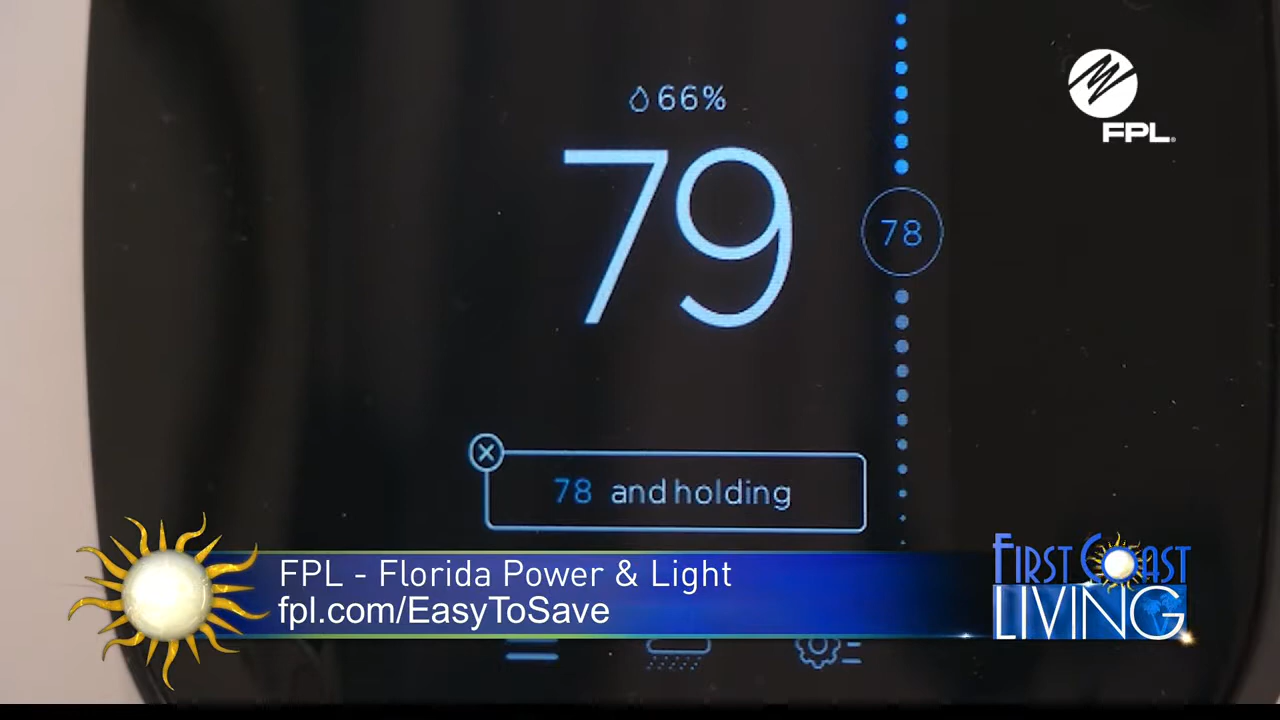 66%
FPL®
79
78
78 and holding
FPL - Florida Power & Light
fpl.com/EasyToSave
FIRST COAST
LIVING